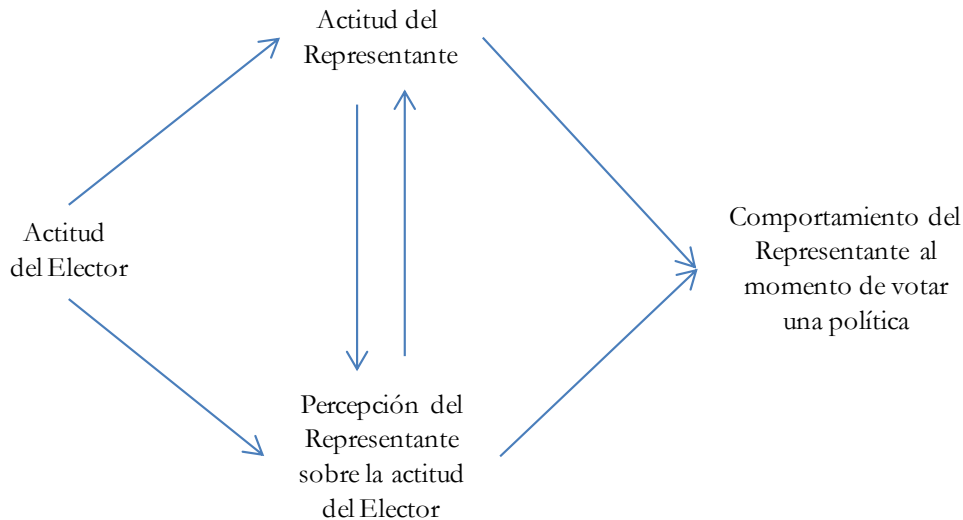 Actitud del
Representante
Actitud
del Elector
Comportamiento del
Representante al
momento de votar
una política
Percepción del
Representante
sobre la actitud
del Elector